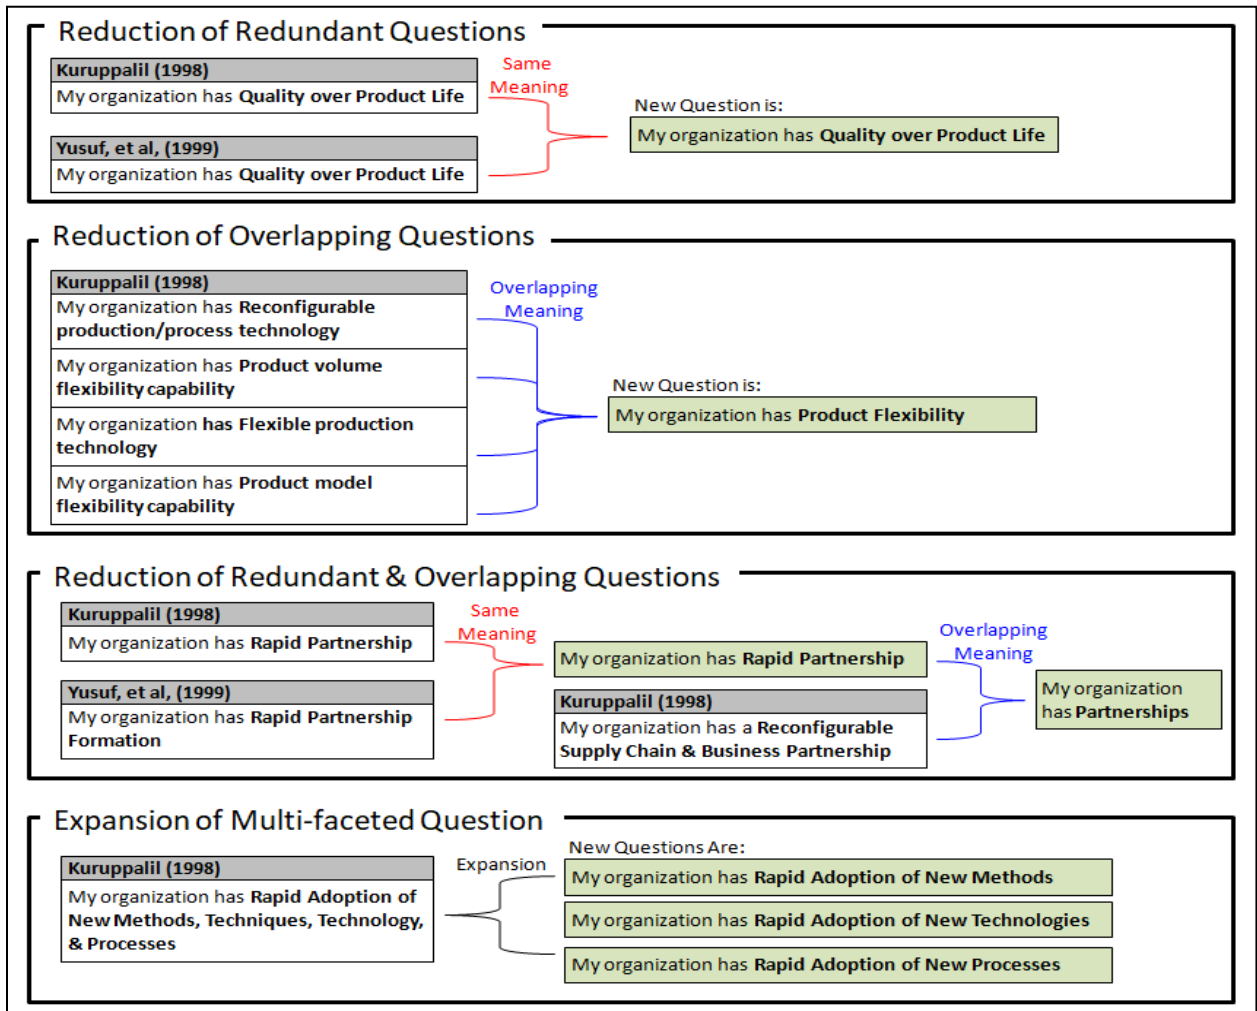 Reduction of Redundant Questions
Kuruppalil (1998)
My organization has Quality over Product Life
Yusuf, et al, (1999)
My organization has Quality over Product Life
Same
Meaning
New Question is:
My organization has Quality over Product Life
Reduction of Overlapping Questions
Kuruppalil (1998)
My organization has Reconfigurable
production/process technology
My organization has Product volume
flexibility capability
My organization has Flexible production
technology
My organization has Product model
flexibility capability
Overlapping
Meaning
New Question is:
My organization has Product Flexibility
Reduction of Redundant & Overlapping Questions
Kuruppalil (1998)
My organization has Rapid Partnership
Yusuf, et al, (1999)
My organization has Rapid Partnership
Formation
Same
Meaning
My organization has Rapid Partnership
Kuruppalil (1998)
My organization has a Reconfigurable
Supply Chain & Business Partnership
Overlapping
Meaning
My organization
has Partnerships
Expansion of Multi-faceted Question
Kuruppalil (1998)
My organization has Rapid Adoption of
New Methods, Techniques, Technology,
& Processes
Expansion
New Questions Are:
My organization has Rapid Adoption of New Methods
My organization has Rapid Adoption of New Technologies
My organization has Rapid Adoption of New Processes